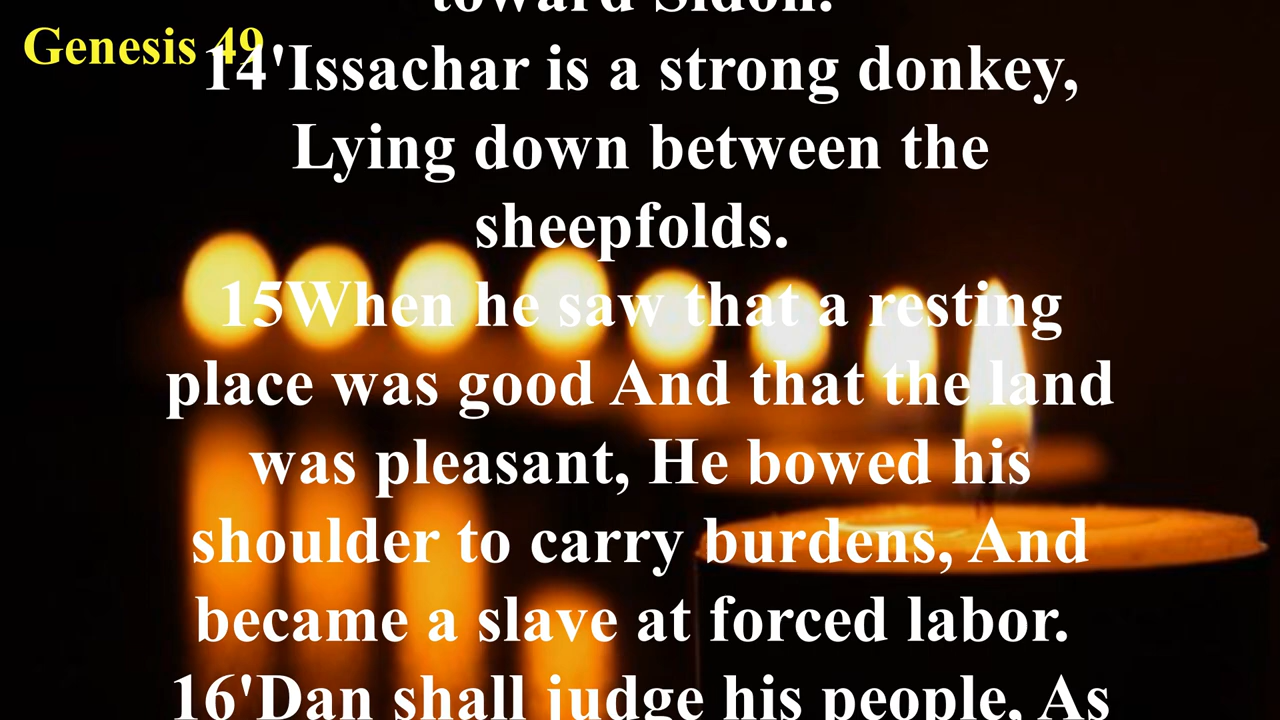 toward Sidon.
Genesis 49
14'Issachar is a strong donkey,
Lying down between the
sheepfolds.
15When he saw that a resting
place was good And that the land
was pleasant, He bowed his
shoulder to carry burdens, And
became a slave at forced labor.
16'Dan shall judge his people, As